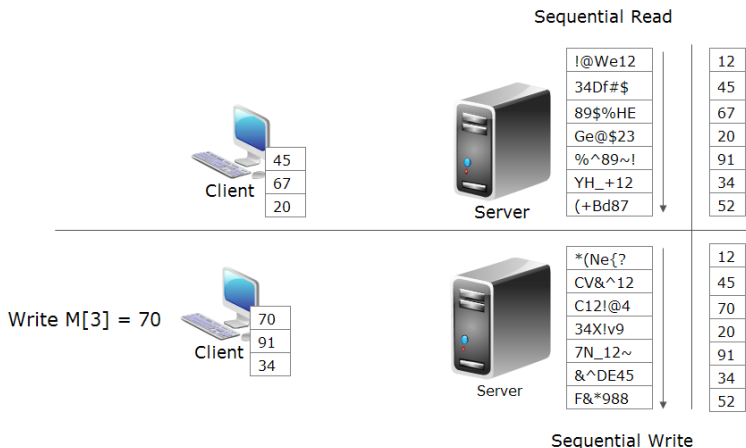 Sequential Read
!@We12
34Df#$
89$%HE
Ge@$23
%^89~!
YH_+12
(+Bd87
12
45
67
20
91
34
52
45
67
20
Client
Server
Write M[3] = 70
70
91
34
Client
Server
*(Ne{?
CV&^12
C12!@4
34X!v9
7N_12~
&^DE45
F&*988
12
45
70
20
91
34
52
Sequential Write